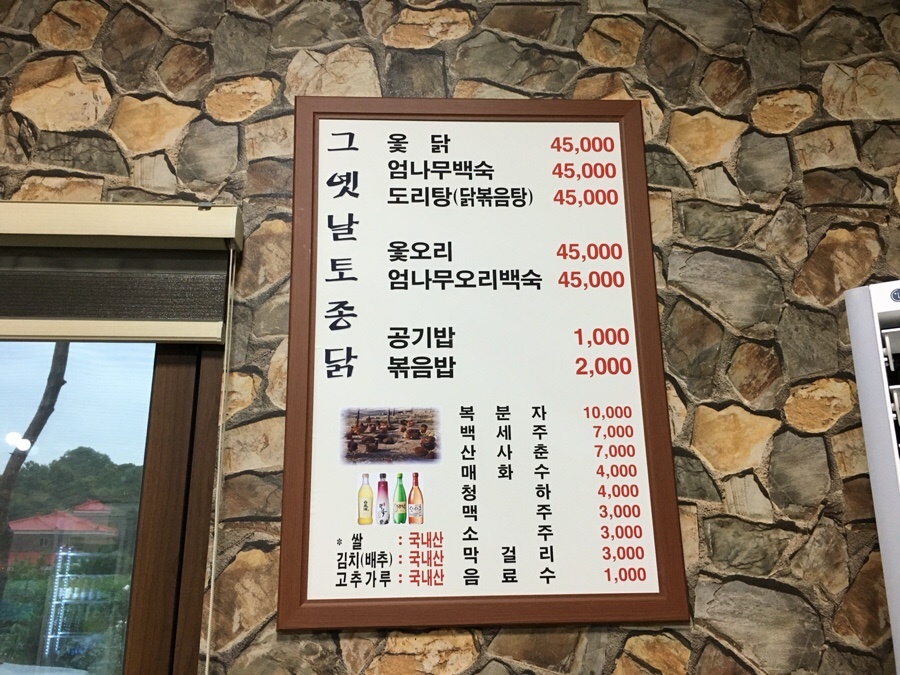 그옛날토종닭
옻 닭 45,000
엄나무백숙 45,000
도리탕(닭볶음탕) 45,000
옻오리 45,000
엄나무오리백숙 45,000
공기밥 1,000
볶음밥 2,000
복분자 10,000
백세주 7,000
산사춘 7,000
매화수 4,000
청하 4,000
맥주 3,000
소주 3,000
막걸리 3,000
음료수 1,000
* 쌀 : 국내산
김치(배추) : 국내산
고추가루 : 국내산